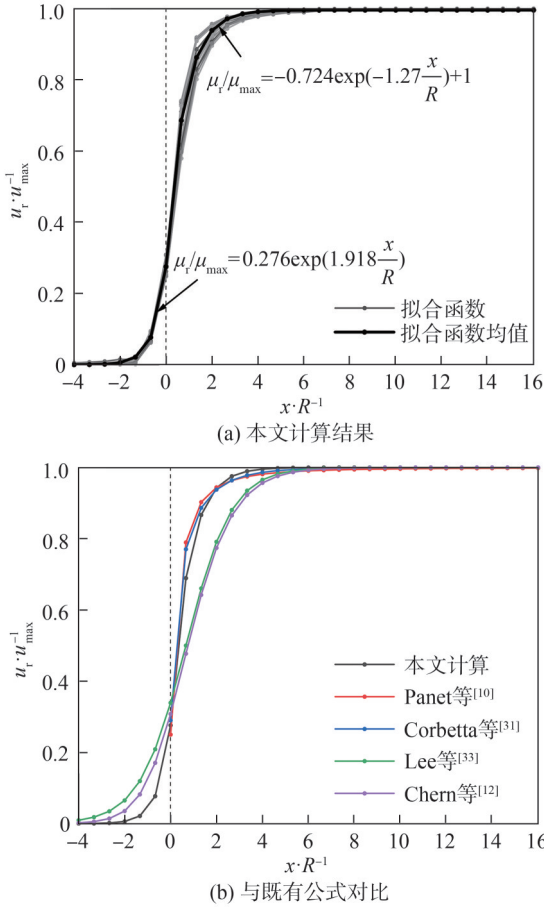 1.0
0.8
0.6
0.4
0.2
0
u_r·u_max^-1
μ_r/μ_max=-0.724exp(-1.27 x/R)+1
μ_r/μ_max=0.276exp(1.918 x/R)
拟合函数
拟合函数均值
-4 -2 0 2 4 6 8 10 12 14 16
x·R^-1
(a) 本文计算结果
1.0
0.8
0.6
0.4
0.2
0
u_r·u_max^-1
本文计算
Panet等[10]
Corbetta等[31]
Lee等[33]
Chern等[12]
-4 -2 0 2 4 6 8 10 12 14 16
x·R^-1
(b) 与既有公式对比